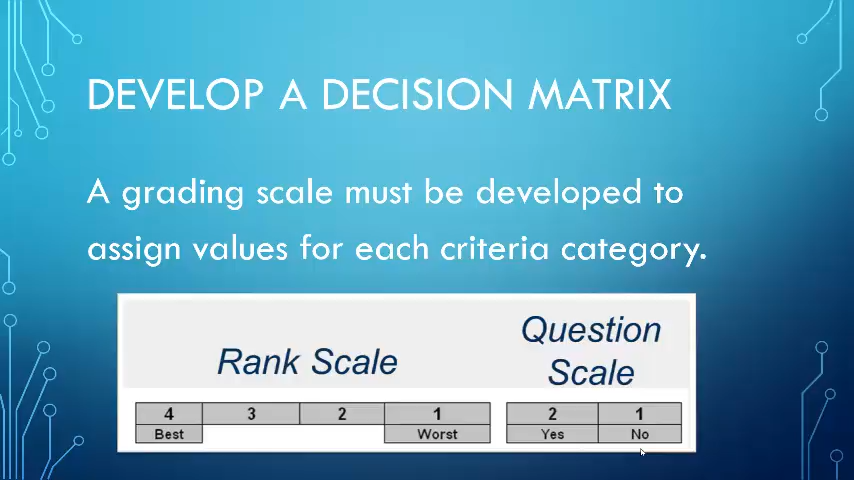 DEVELOP A DECISION MATRIX
A grading scale must be developed to
assign values for each criteria category.
Rank Scale
Question
Scale
4 3 2 1
Best Worst
2 1
Yes No